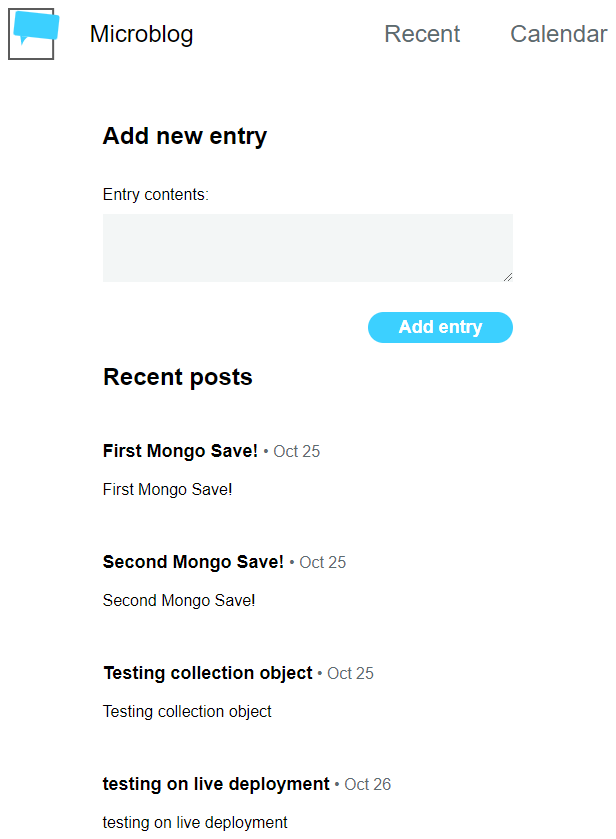 Microblog Recent Calendar
Add new entry
Entry contents:
Add entry
Recent posts
First Mongo Save! • Oct 25
First Mongo Save!
Second Mongo Save! • Oct 25
Second Mongo Save!
Testing collection object • Oct 25
Testing collection object
testing on live deployment • Oct 26
testing on live deployment